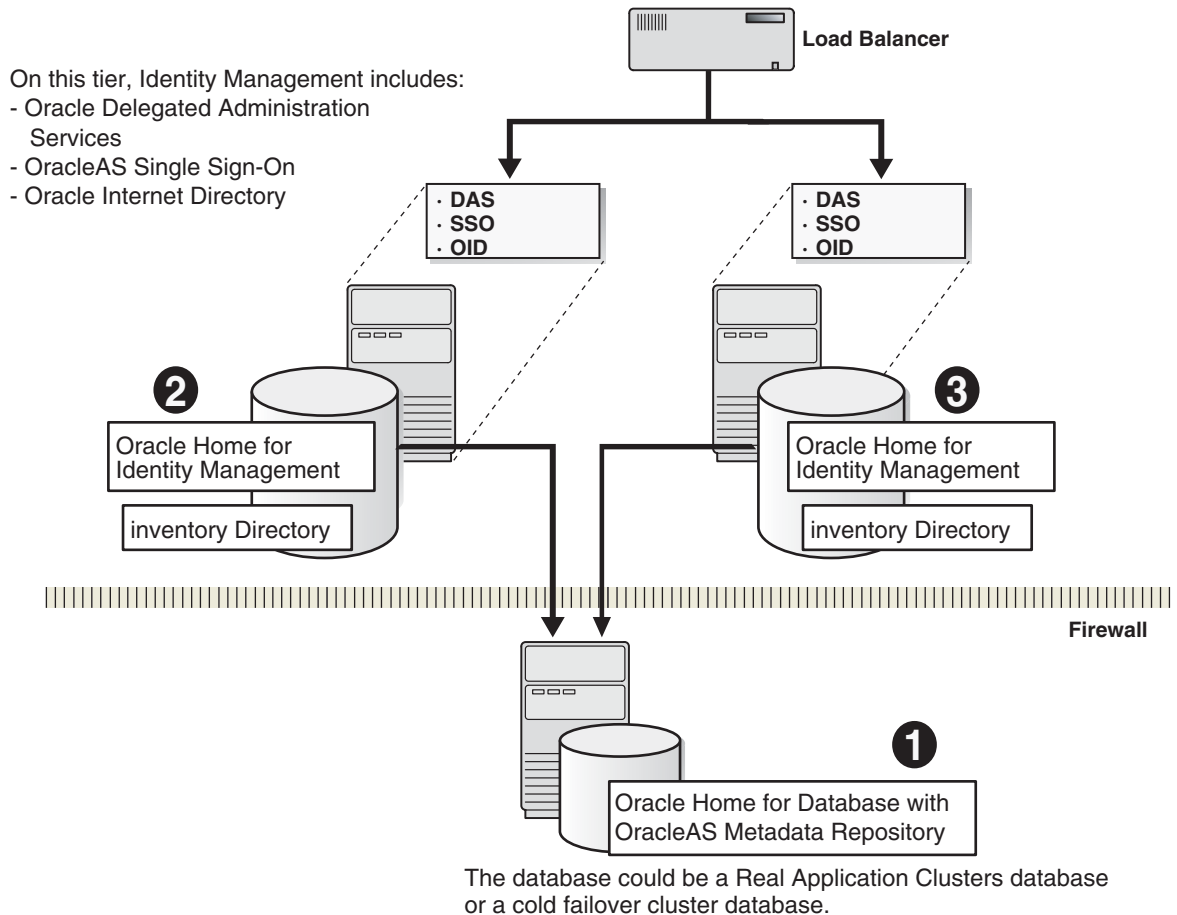 Load Balancer
On this tier, Identity Management includes:
- Oracle Delegated Administration
Services
- OracleAS Single Sign-On
- Oracle Internet Directory
· DAS
· SSO
· OID
· DAS
· SSO
· OID
2
Oracle Home for
Identity Management
inventory Directory
3
Oracle Home for
Identity Management
inventory Directory
Firewall
1
Oracle Home for Database with
OracleAS Metadata Repository
The database could be a Real Application Clusters database
or a cold failover cluster database.